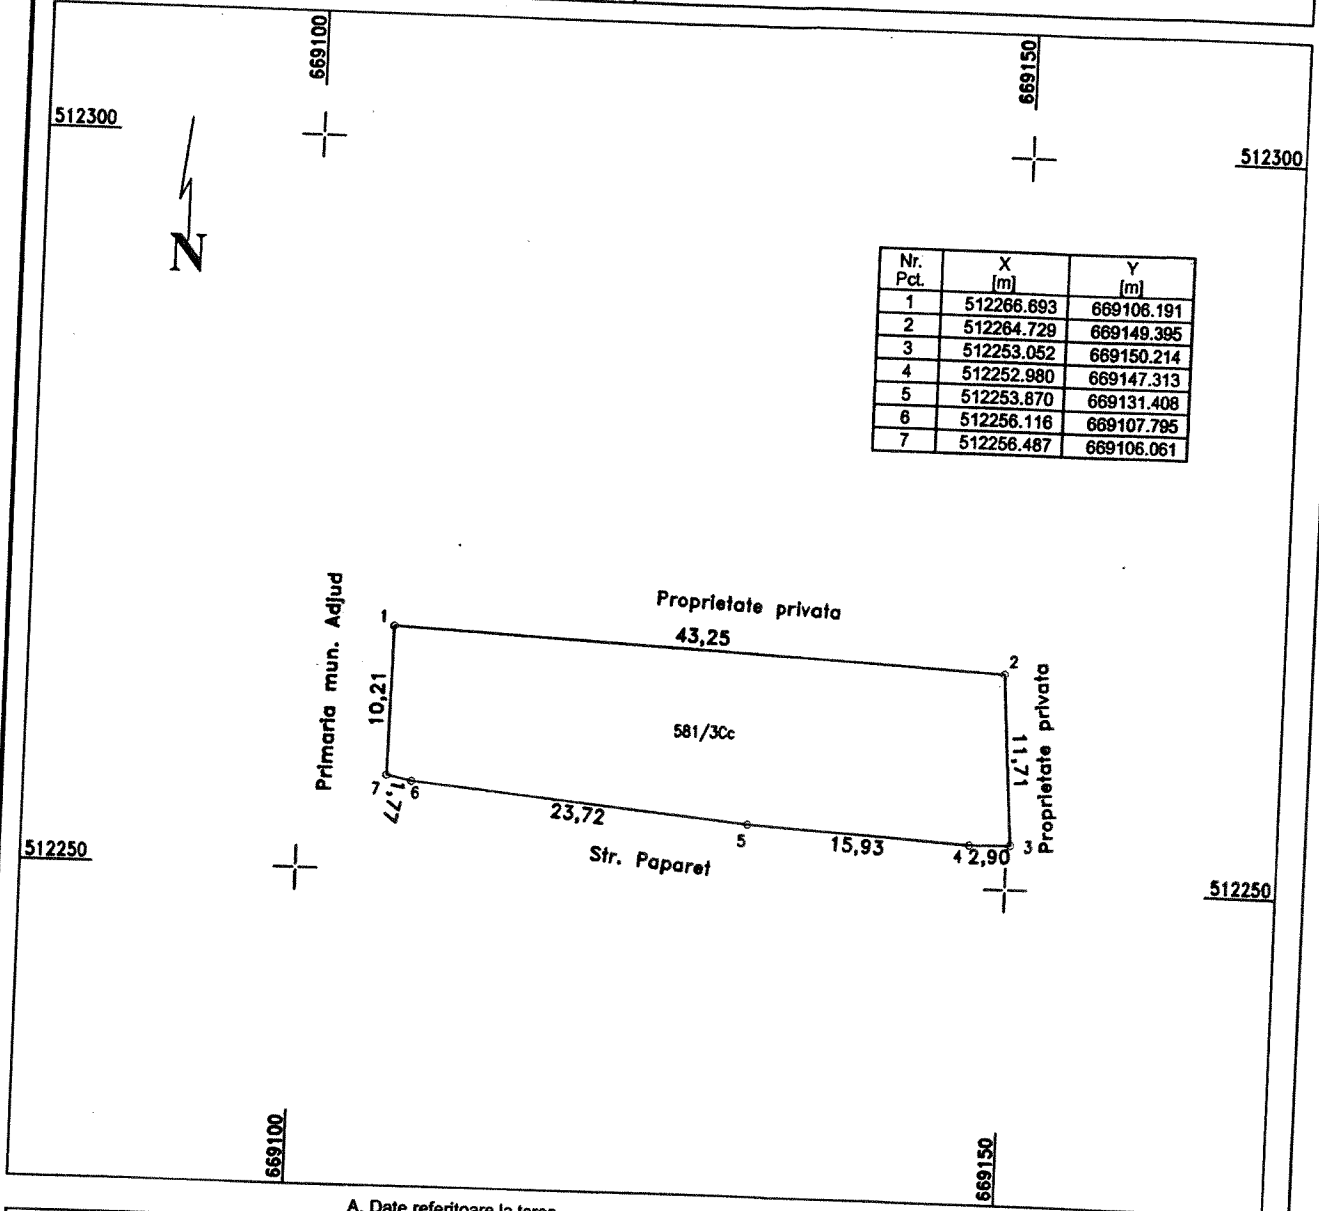 669100
669150
512300
512300
N
Nr. Pct. X [m] Y [m]
1 512266.693 669106.191
2 512264.729 669149.395
3 512253.052 669150.214
4 512252.980 669147.313
5 512253.870 669131.408
6 512256.116 669107.795
7 512256.487 669106.061
Primaria mun. Adjud
Proprietate privata
1
43,25
2
10,21
581/3Cc
11,71
Proprietate privata
7
1,77
6
23,72
5
15,93
4
2,90
3
Str. Paparet
512250
512250
669100
669150
A. Date referitoare la teren